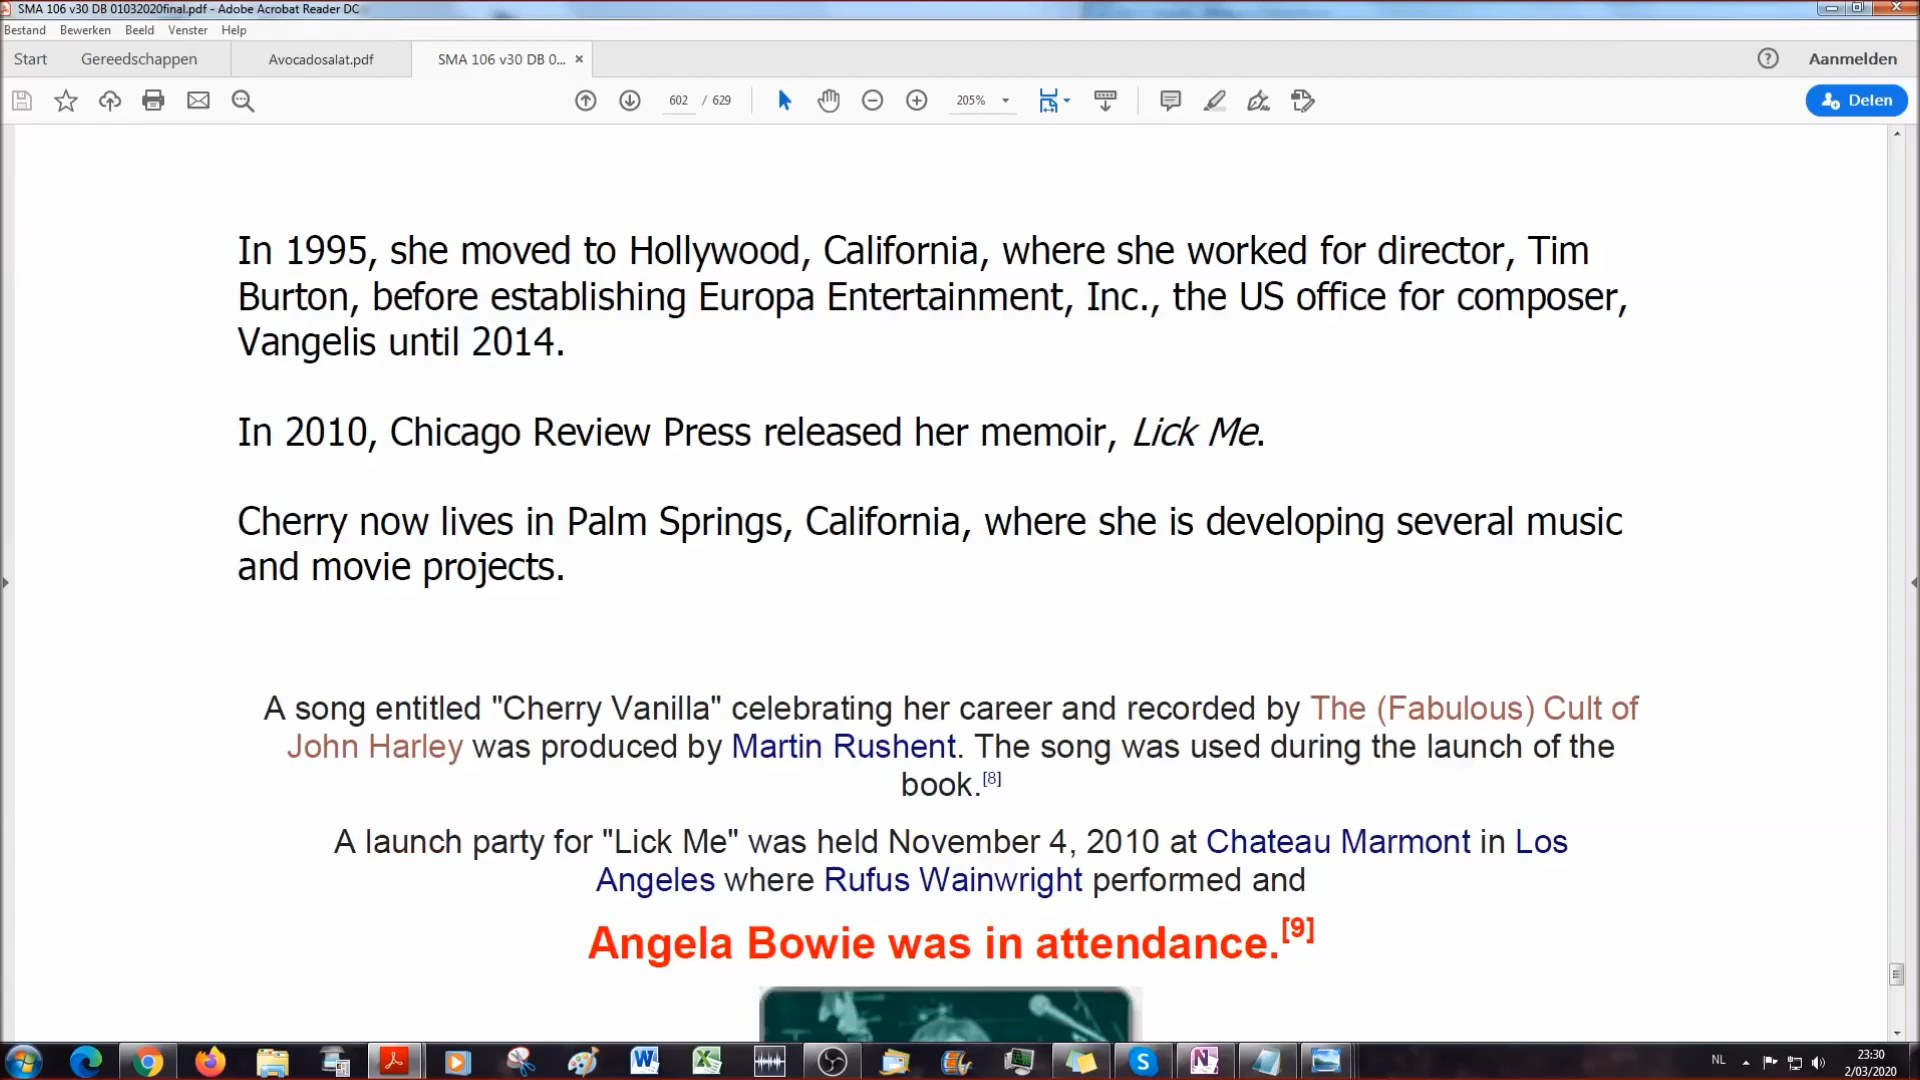 SMA 106 v30 DB 01032020final.pdf - Adobe Acrobat Reader DC
Bestand Bewerken Beeld Venster Help
Start Gereedschappen Avocadosalat.pdf SMA 106 v30 DB 0... × Aanmelden
602 / 629 205% Delen
In 1995, she moved to Hollywood, California, where she worked for director, Tim
Burton, before establishing Europa Entertainment, Inc., the US office for composer,
Vangelis until 2014.
In 2010, Chicago Review Press released her memoir, Lick Me.
Cherry now lives in Palm Springs, California, where she is developing several music
and movie projects.
A song entitled "Cherry Vanilla" celebrating her career and recorded by The (Fabulous) Cult of
John Harley was produced by Martin Rushent. The song was used during the launch of the
book.[8]
A launch party for "Lick Me" was held November 4, 2010 at Chateau Marmont in Los
Angeles where Rufus Wainwright performed and
Angela Bowie was in attendance.[9]
NL 23:30
2/03/2020